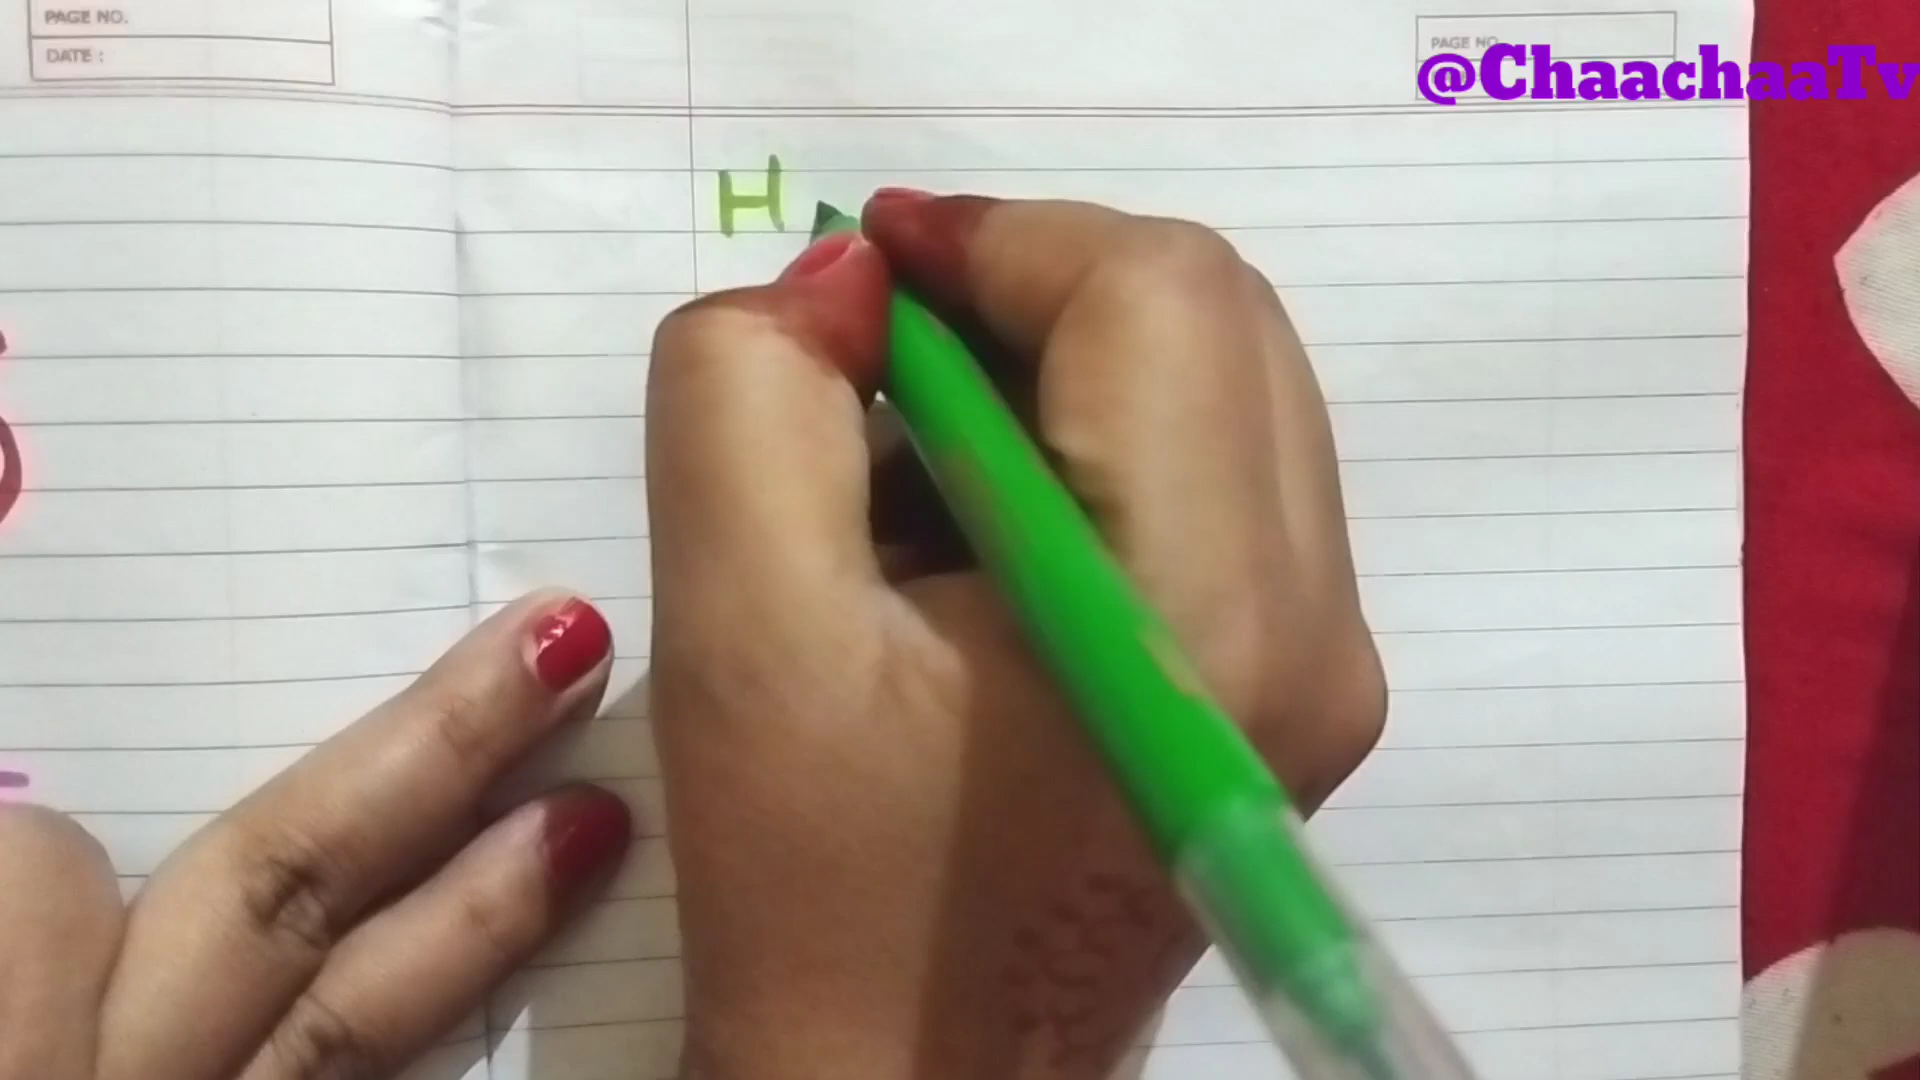 PAGE NO.
DATE :
PAGE NO.
@ChaachaaTv
H